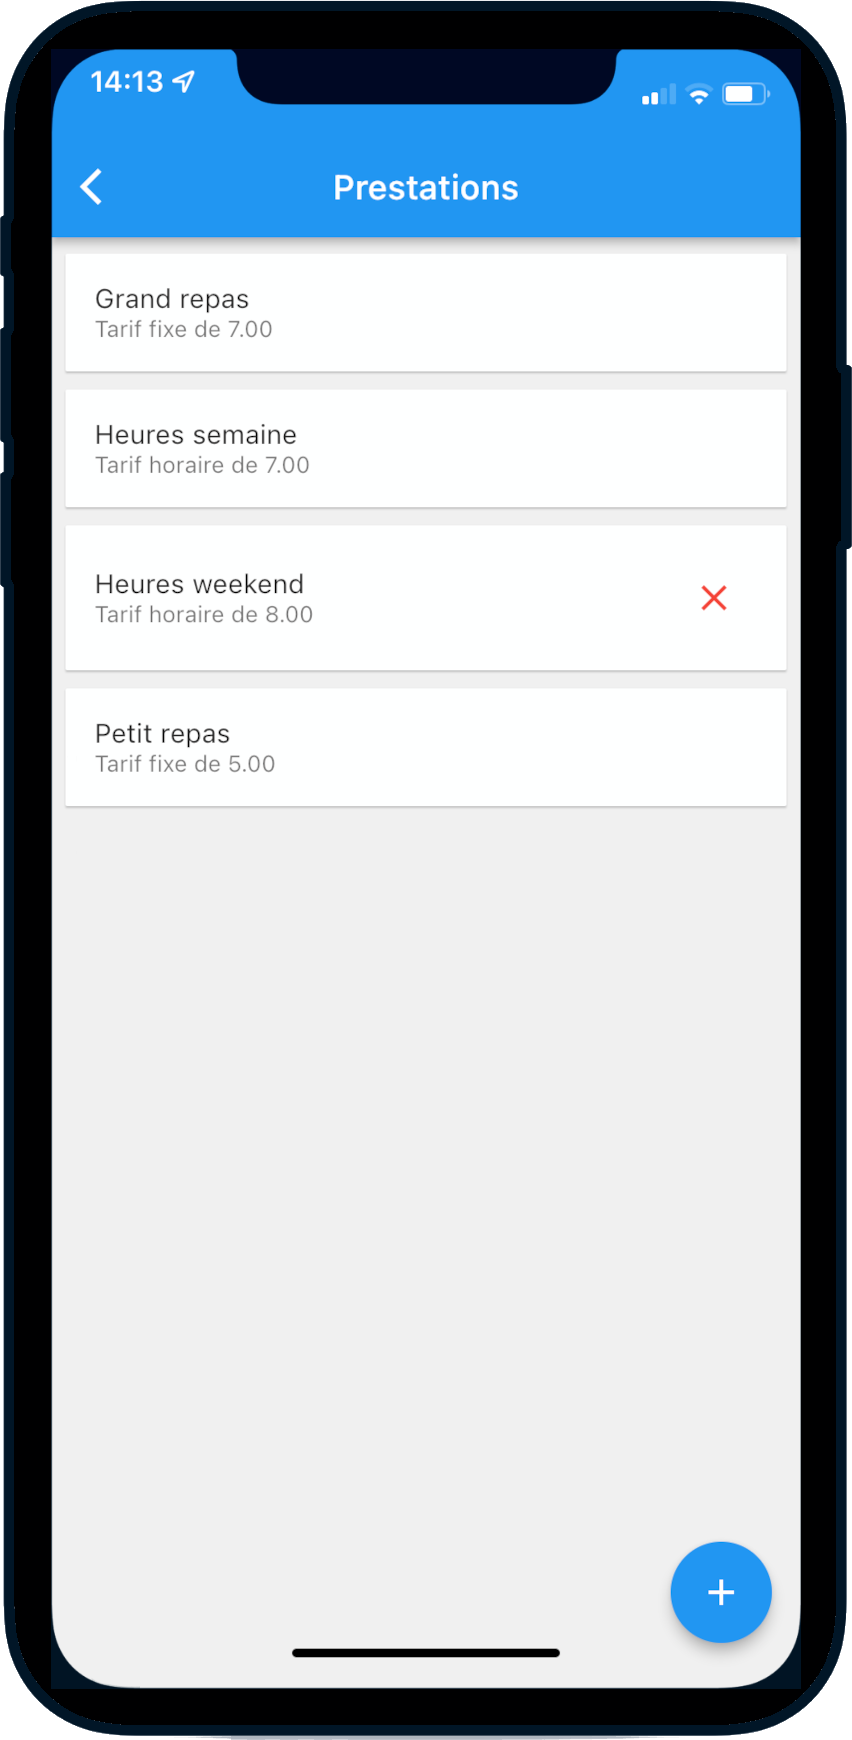 14:13
Prestations
Grand repas
Tarif fixe de 7.00
Heures semaine
Tarif horaire de 7.00
Heures weekend
Tarif horaire de 8.00
Petit repas
Tarif fixe de 5.00